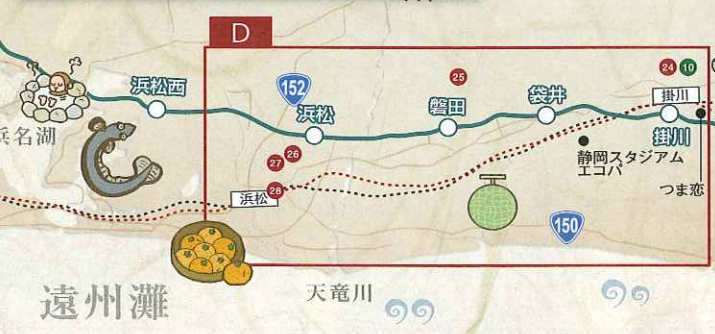 D
24
10
25
152
浜松西
浜松
磐田
袋井
掛川
掛川
浜名湖
静岡スタジアム
エコパ
つま恋
26
27
28
浜松
150
遠州灘
天竜川